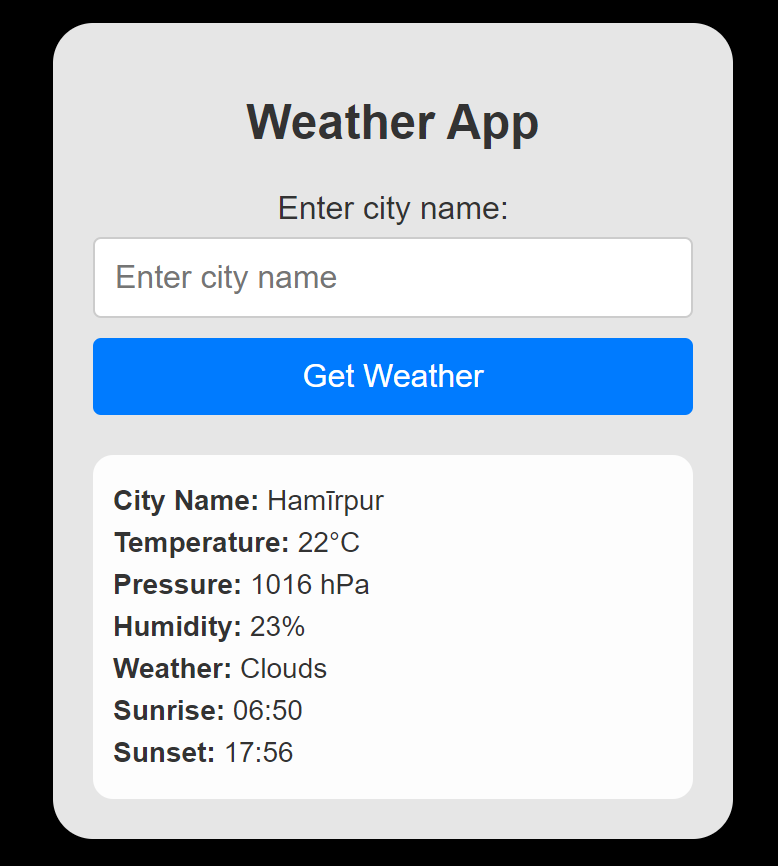 Weather App
Enter city name:
Enter city name
Get Weather
City Name: Hamīrpur
Temperature: 22°C
Pressure: 1016 hPa
Humidity: 23%
Weather: Clouds
Sunrise: 06:50
Sunset: 17:56